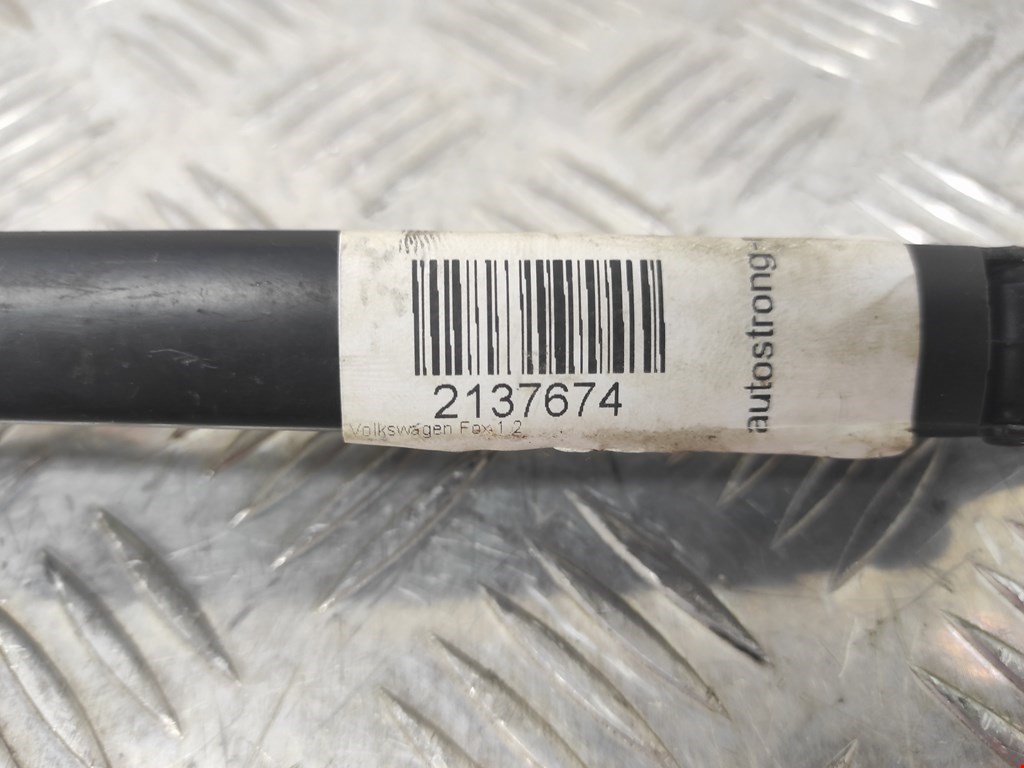 2137674
Volkswagen Fox 1.2
autostrong-